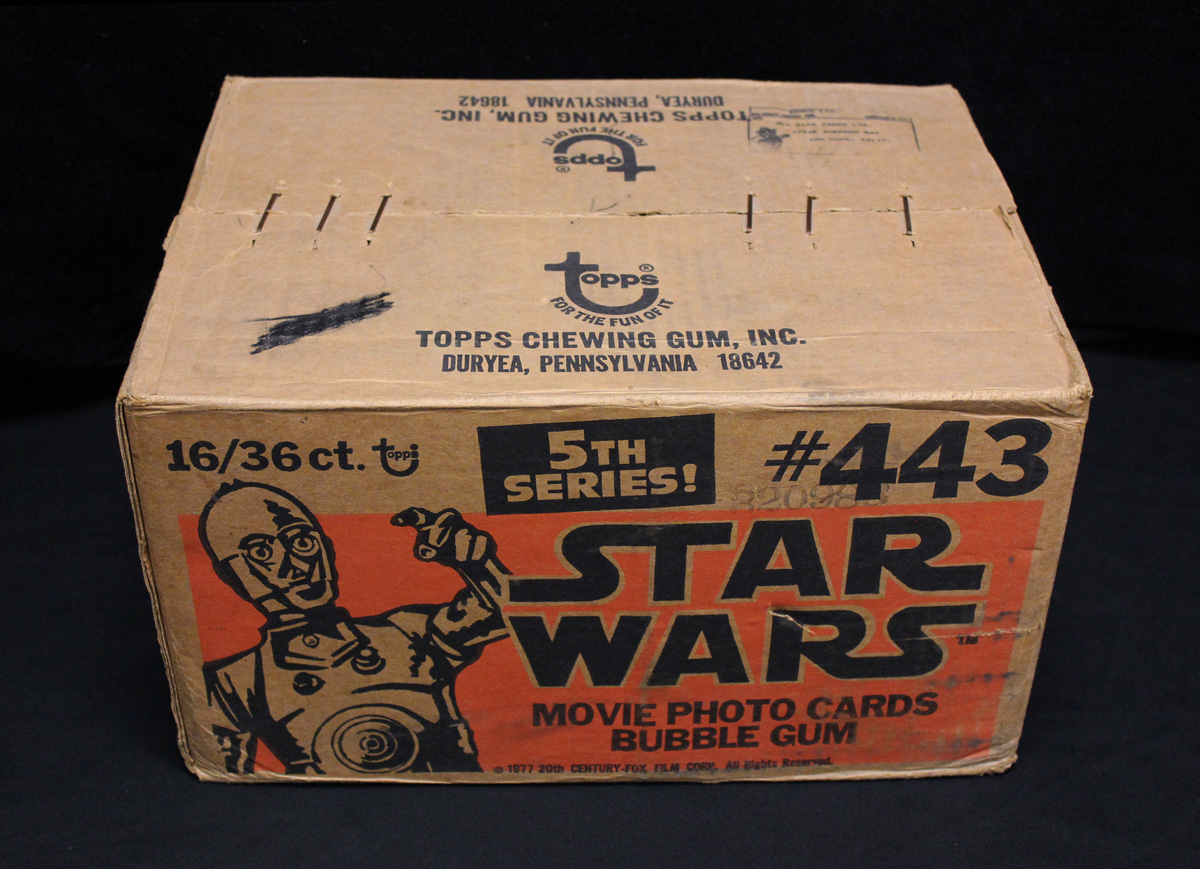 DURYEA, PENNSYLVANIA 18642
TOPPS CHEWING GUM, INC.
FOR THE FUN OF IT
topps®
topps®
FOR THE FUN OF IT
TOPPS CHEWING GUM, INC.
DURYEA, PENNSYLVANIA 18642
16/36 ct. topps
5TH
SERIES!
#443
STAR
WARS™
MOVIE PHOTO CARDS
BUBBLE GUM
© 1977 20th CENTURY-FOX FILM CORP. All Rights Reserved.